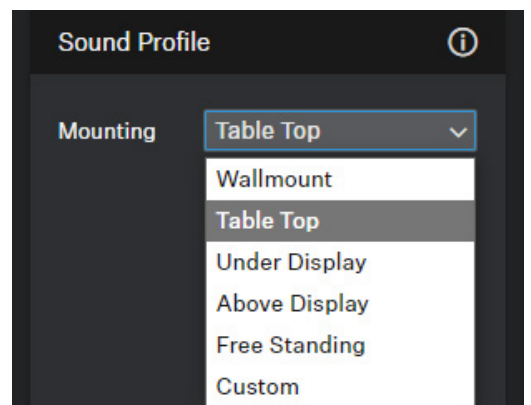 Sound Profile
Mounting Table Top
Wallmount
Table Top
Under Display
Above Display
Free Standing
Custom